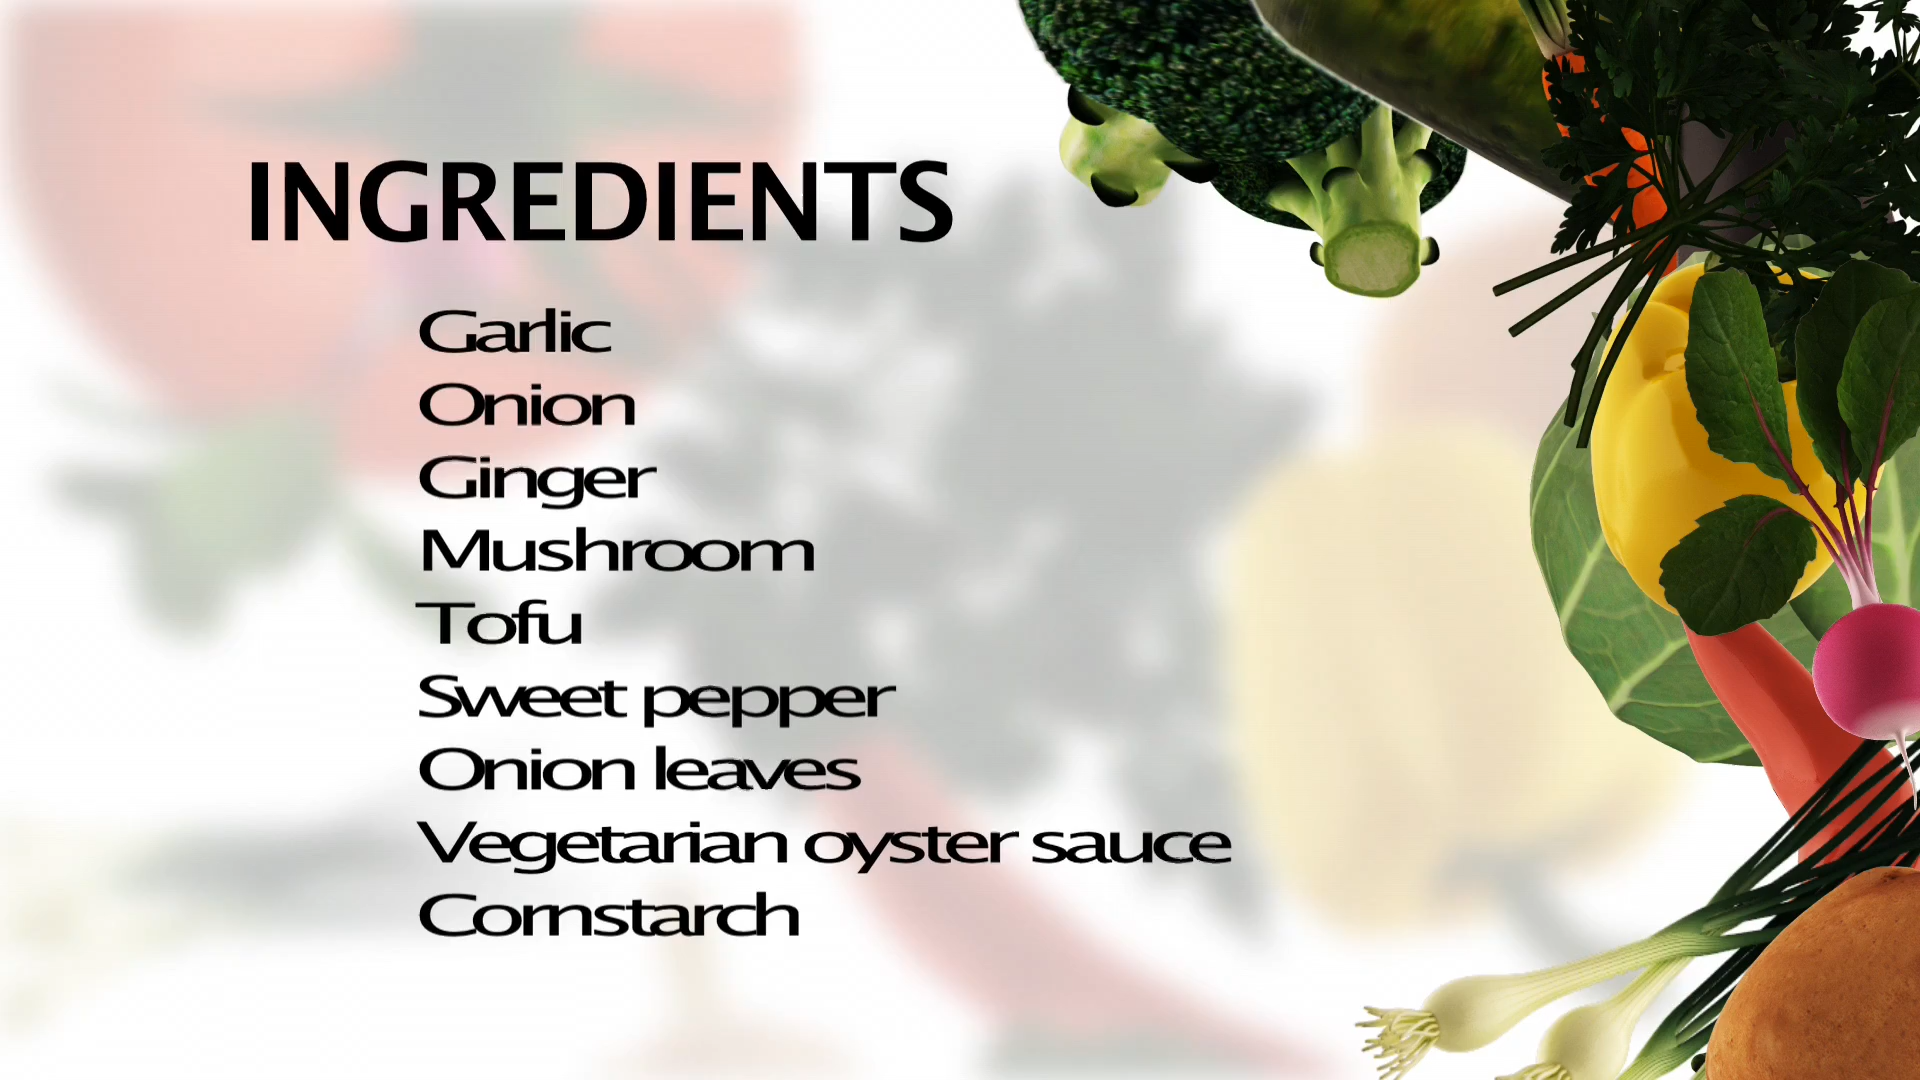 INGREDIENTS
Garlic
Onion
Ginger
Mushroom
Tofu
Sweet pepper
Onion leaves
Vegetarian oyster sauce
Cornstarch